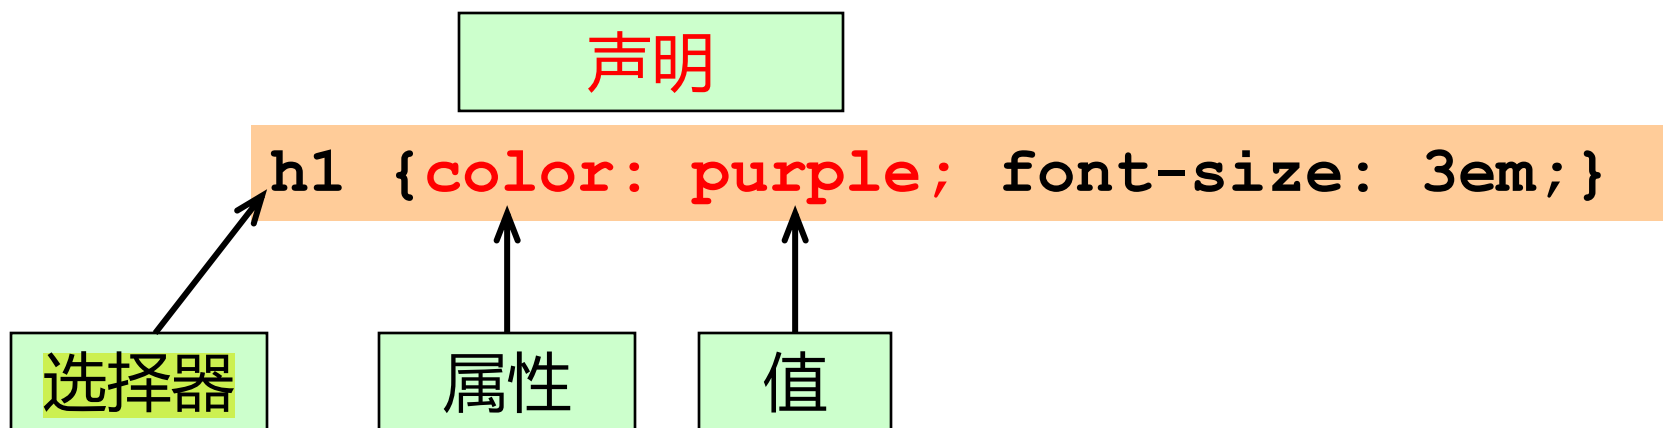 声明
h1 {color: purple; font-size: 3em;}
选择器 属性 值